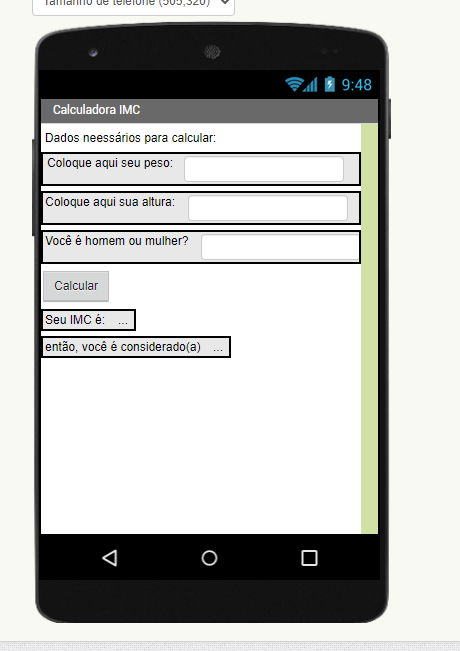 Tamanho de telefone (505,320)
9:48
Calculadora IMC
Dados neessários para calcular:
Coloque aqui seu peso:
Coloque aqui sua altura:
Você é homem ou mulher?
Calcular
Seu IMC é: ...
então, você é considerado(a) ...